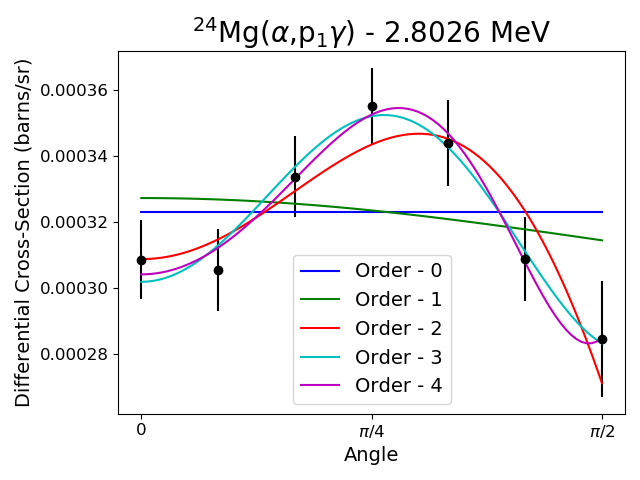 ²⁴Mg(α,p₁γ) - 2.8026 MeV
Differential Cross-Section (barns/sr)
0.00036
0.00034
0.00032
0.00030
0.00028
Order - 0
Order - 1
Order - 2
Order - 3
Order - 4
0 π/4 π/2
Angle